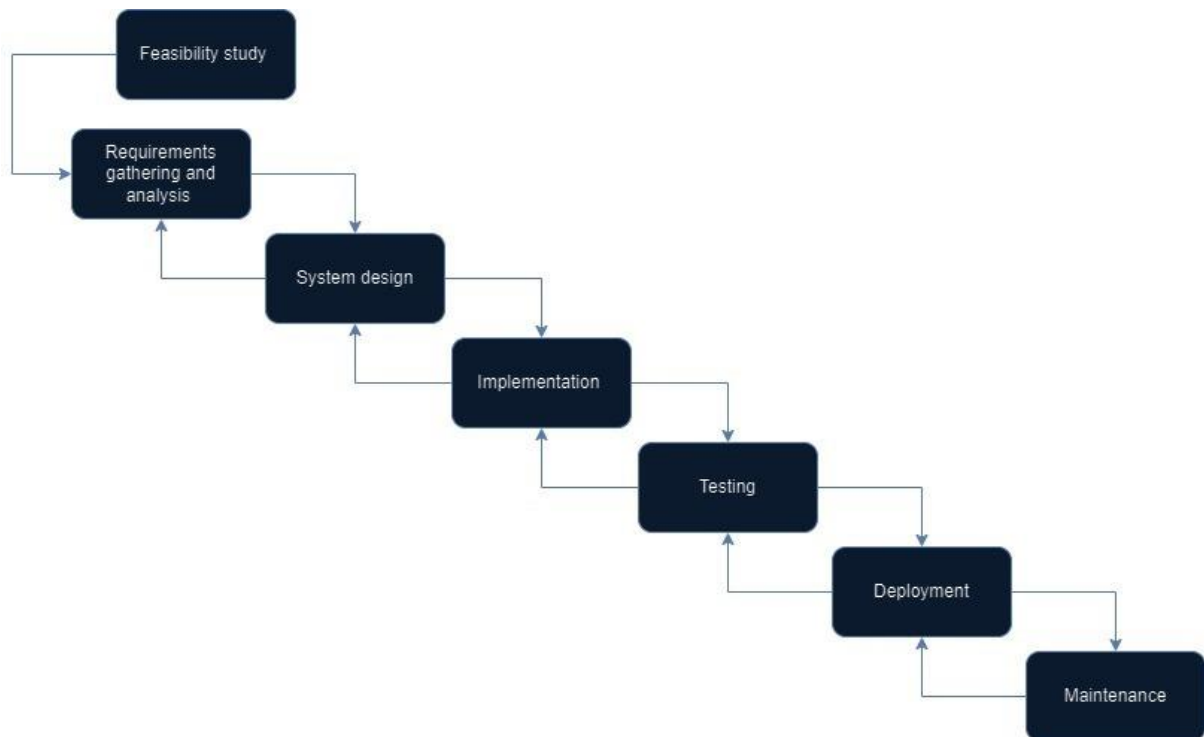 Feasibility study
Requirements
gathering and
analysis
System design
Implementation
Testing
Deployment
Maintenance